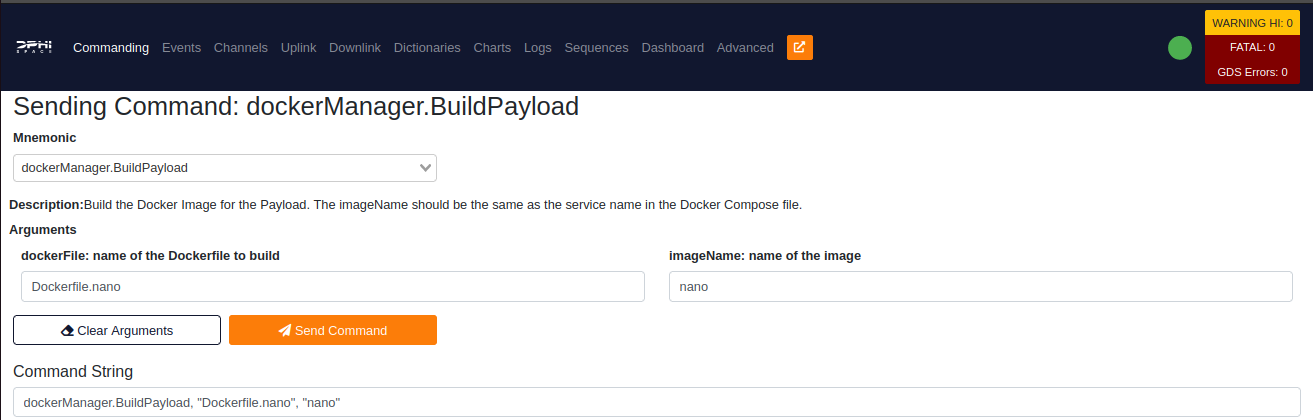 DPHI
SPACE
Commanding Events Channels Uplink Downlink Dictionaries Charts Logs Sequences Dashboard Advanced
WARNING HI: 0
FATAL: 0
GDS Errors: 0
Sending Command: dockerManager.BuildPayload
Mnemonic
dockerManager.BuildPayload
Description:Build the Docker Image for the Payload. The imageName should be the same as the service name in the Docker Compose file.
Arguments
dockerFile: name of the Dockerfile to build imageName: name of the image
Dockerfile.nano nano
Clear Arguments Send Command
Command String
dockerManager.BuildPayload, "Dockerfile.nano", "nano"